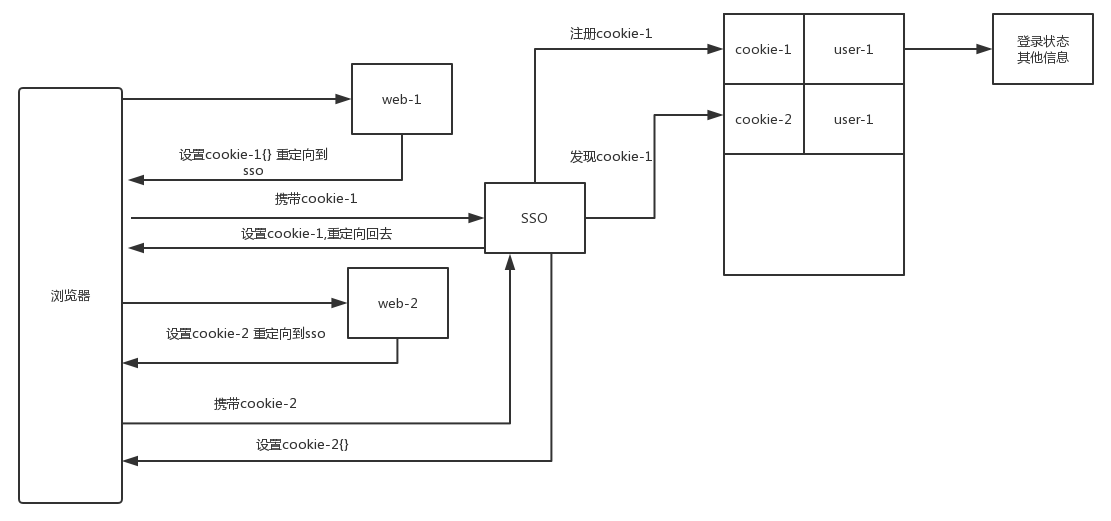 注册cookie-1
cookie-1
user-1
登录状态
其他信息
web-1
cookie-2
user-1
设置cookie-1{} 重定向到
sso
发现cookie-1
携带cookie-1
SSO
设置cookie-1,重定向回去
浏览器
web-2
设置cookie-2 重定向到sso
携带cookie-2
设置cookie-2{}